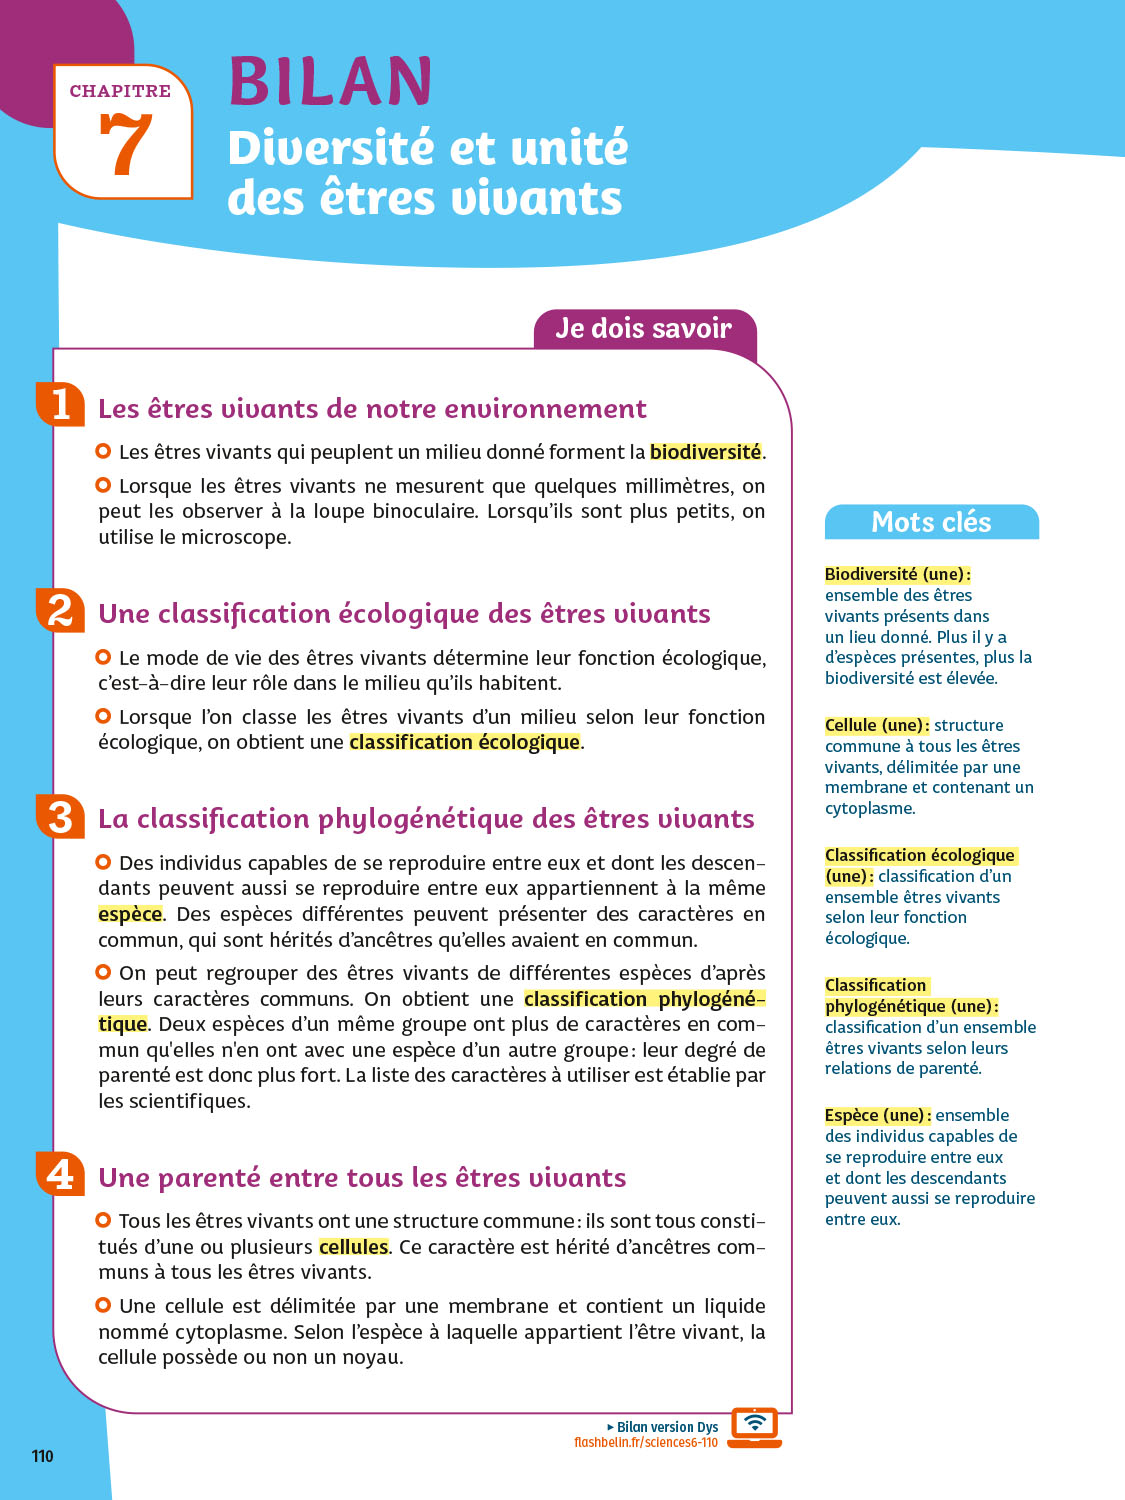 CHAPITRE
7
BILAN
Diversité et unité
des êtres vivants
Je dois savoir
1
Les êtres vivants de notre environnement
Les êtres vivants qui peuplent un milieu donné forment la biodiversité.
Lorsque les êtres vivants ne mesurent que quelques millimètres, on
peut les observer à la loupe binoculaire. Lorsqu’ils sont plus petits, on
utilise le microscope.
2
Une classification écologique des êtres vivants
Le mode de vie des êtres vivants détermine leur fonction écologique,
c’est-à-dire leur rôle dans le milieu qu’ils habitent.
Lorsque l’on classe les êtres vivants d’un milieu selon leur fonction
écologique, on obtient une classification écologique.
3
La classification phylogénétique des êtres vivants
Des individus capables de se reproduire entre eux et dont les descen-
dants peuvent aussi se reproduire entre eux appartiennent à la même
espèce. Des espèces différentes peuvent présenter des caractères en
commun, qui sont hérités d’ancêtres qu’elles avaient en commun.
On peut regrouper des êtres vivants de différentes espèces d’après
leurs caractères communs. On obtient une classification phylogéné-
tique. Deux espèces d’un même groupe ont plus de caractères en com-
mun qu'elles n'en ont avec une espèce d’un autre groupe : leur degré de
parenté est donc plus fort. La liste des caractères à utiliser est établie par
les scientifiques.
4
Une parenté entre tous les êtres vivants
Tous les êtres vivants ont une structure commune : ils sont tous consti-
tués d’une ou plusieurs cellules. Ce caractère est hérité d’ancêtres com-
muns à tous les êtres vivants.
Une cellule est délimitée par une membrane et contient un liquide
nommé cytoplasme. Selon l’espèce à laquelle appartient l’être vivant, la
cellule possède ou non un noyau.
Mots clés
Biodiversité (une) :
ensemble des êtres
vivants présents dans
un lieu donné. Plus il y a
d’espèces présentes, plus la
biodiversité est élevée.
Cellule (une) : structure
commune à tous les êtres
vivants, délimitée par une
membrane et contenant un
cytoplasme.
Classification écologique
(une) : classification d’un
ensemble êtres vivants
selon leur fonction
écologique.
Classification
phylogénétique (une) :
classification d’un ensemble
êtres vivants selon leurs
relations de parenté.
Espèce (une) : ensemble
des individus capables de
se reproduire entre eux
et dont les descendants
peuvent aussi se reproduire
entre eux.
▸ Bilan version Dys
flashbelin.fr/sciences6-110
110